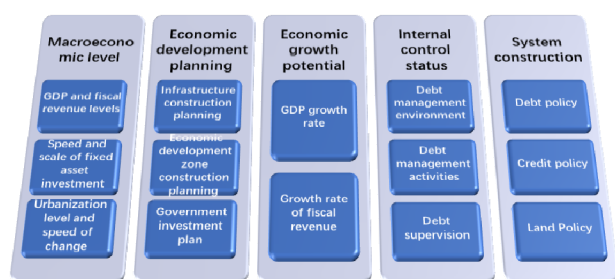 Macroecono
mic level
GDP and fiscal
revenue levels
Speed and
scale of fixed
asset
investment
Urbanization
level and
speed of
change
Economic
development
planning
Infrastructure
construction
planning
Economic
development
zone
construction
planning
Government
investment
plan
Economic
growth
potential
GDP growth
rate
Growth rate
of fiscal
revenue
Internal
control
status
Debt
management
environment
Debt
management
activities
Debt
supervision
System
construction
Debt policy
Credit policy
Land Policy